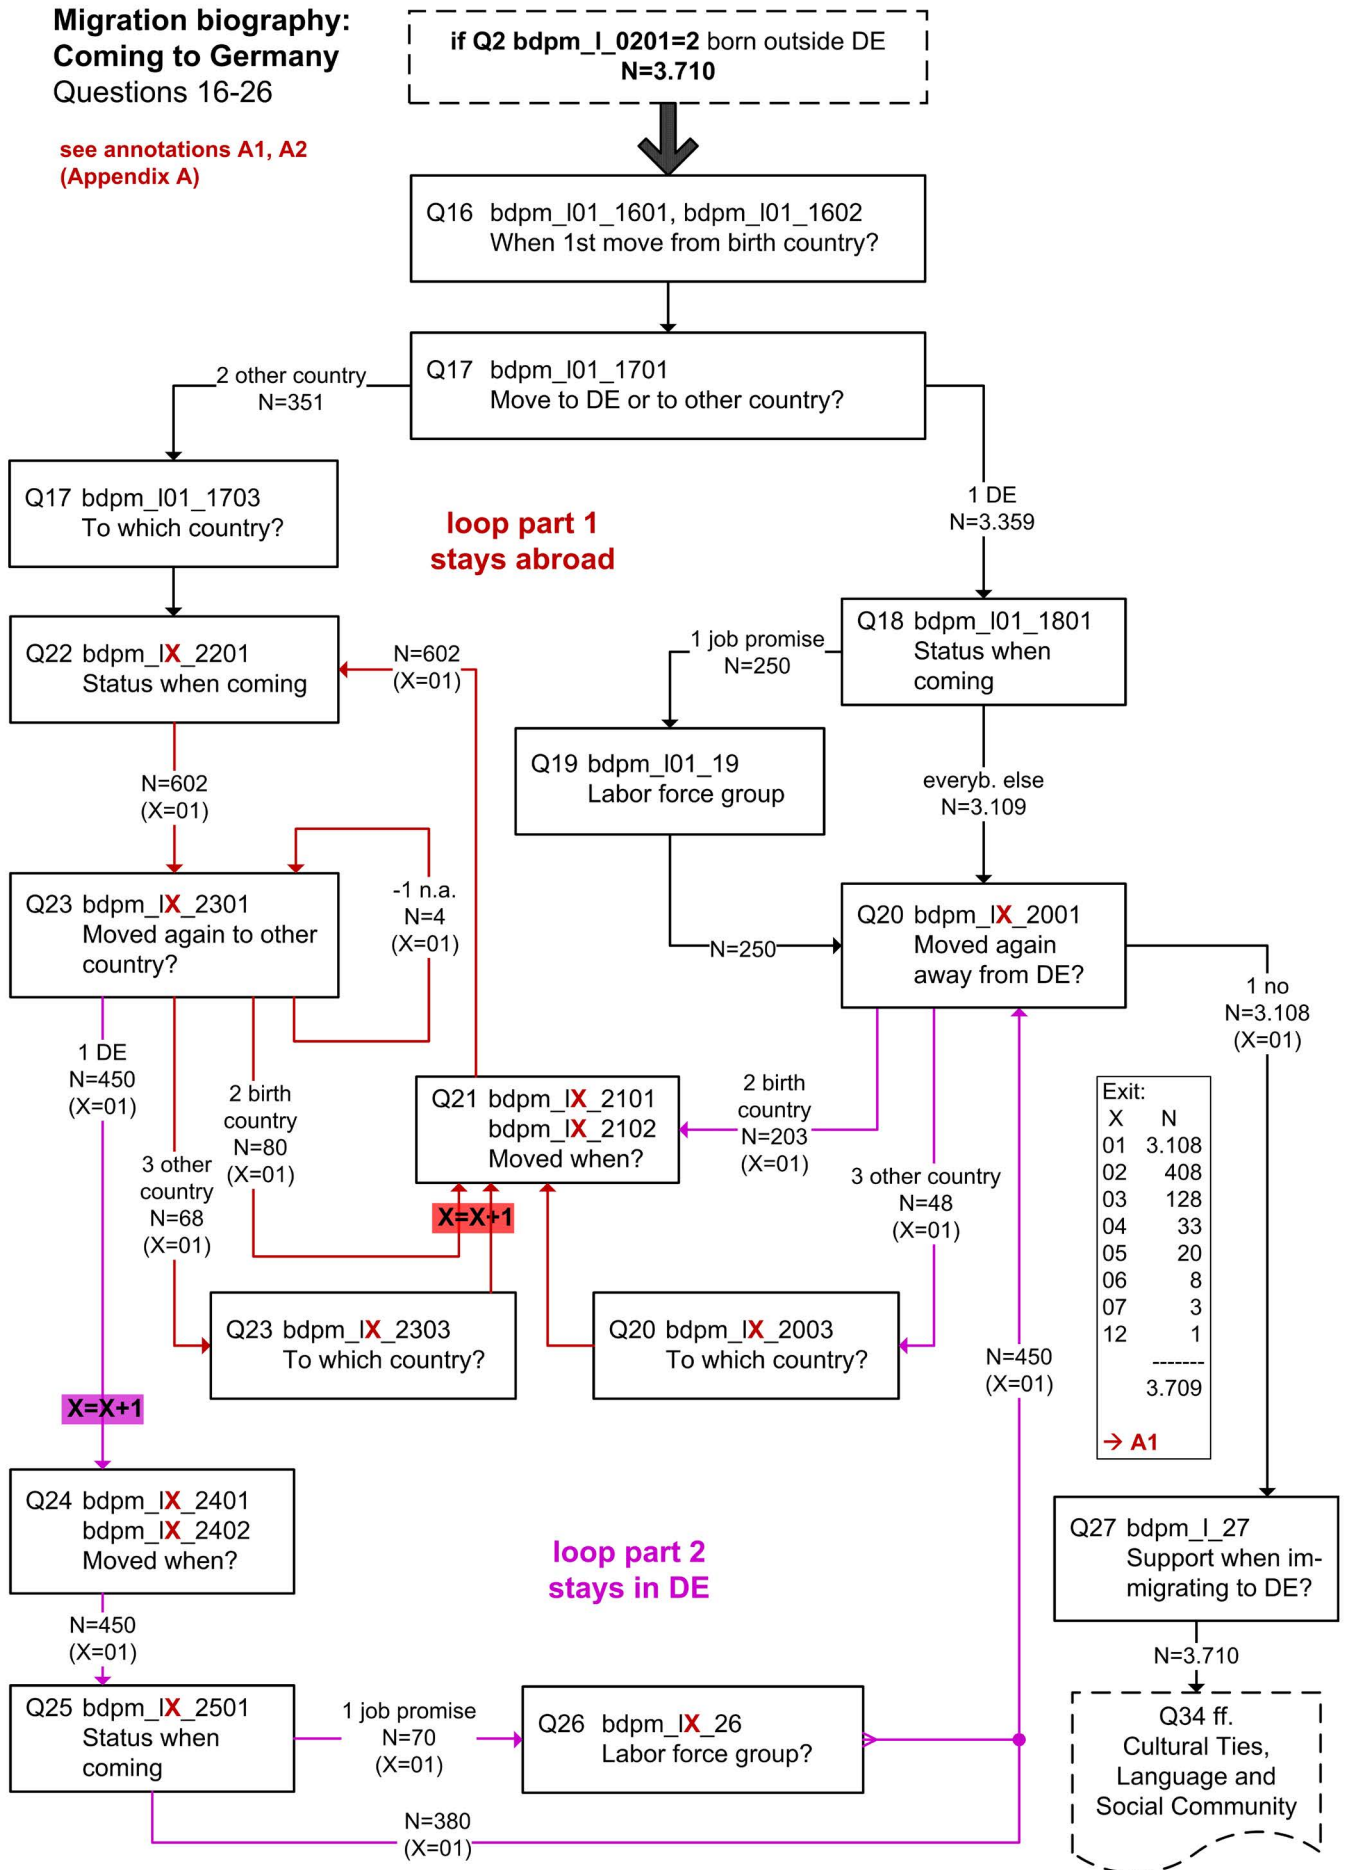 Migration biography:
Coming to Germany
Questions 16-26
see annotations A1, A2
(Appendix A)
if Q2 bdpm_l_0201=2 born outside DE
N=3.710
Q16 bdpm_l01_1601, bdpm_l01_1602
When 1st move from birth country?
Q17 bdpm_l01_1701
Move to DE or to other country?
2 other country
N=351
1 DE
N=3.359
Q17 bdpm_l01_1703
To which country?
loop part 1
stays abroad
Q18 bdpm_l01_1801
Status when
coming
1 job promise
N=250
Q22 bdpm_lX_2201
Status when coming
N=602
(X=01)
Q19 bdpm_l01_19
Labor force group
everyb. else
N=3.109
N=602
(X=01)
Q23 bdpm_lX_2301
Moved again to other
country?
-1 n.a.
N=4
(X=01)
N=250
Q20 bdpm_lX_2001
Moved again
away from DE?
1 no
N=3.108
(X=01)
1 DE
N=450
(X=01)
2 birth
country
N=80
(X=01)
3 other
country
N=68
(X=01)
Q21 bdpm_lX_2101
bdpm_lX_2102
Moved when?
2 birth
country
N=203
(X=01)
3 other country
N=48
(X=01)
X=X+1
Exit:
X N
01 3.108
02 408
03 128
04 33
05 20
06 8
07 3
12 1
-------
3.709
→ A1
Q23 bdpm_lX_2303
To which country?
Q20 bdpm_lX_2003
To which country?
N=450
(X=01)
X=X+1
Q24 bdpm_lX_2401
bdpm_lX_2402
Moved when?
loop part 2
stays in DE
Q27 bdpm_l_27
Support when im-
migrating to DE?
N=450
(X=01)
N=3.710
Q25 bdpm_lX_2501
Status when
coming
1 job promise
N=70
(X=01)
Q26 bdpm_lX_26
Labor force group?
N=380
(X=01)
Q34 ff.
Cultural Ties,
Language and
Social Community